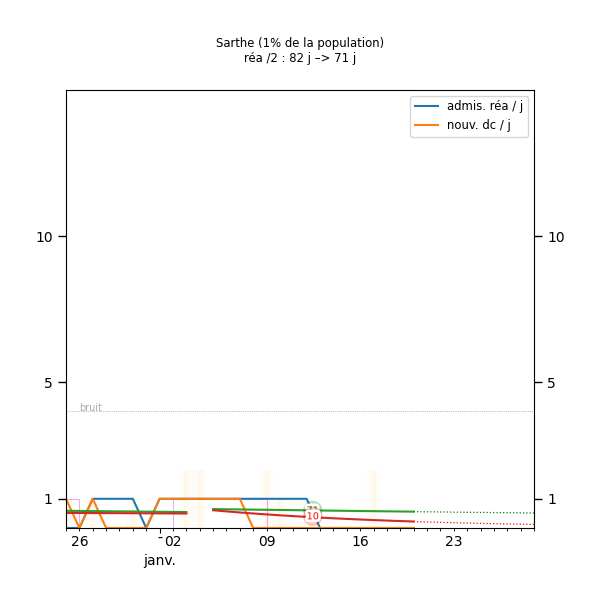 Sarthe (1% de la population)
réa /2 : 82 j –> 71 j
admis. réa / j
nouv. dc / j
10 10
5 5
bruit
1 1
10
26 02 09 16 23
janv.